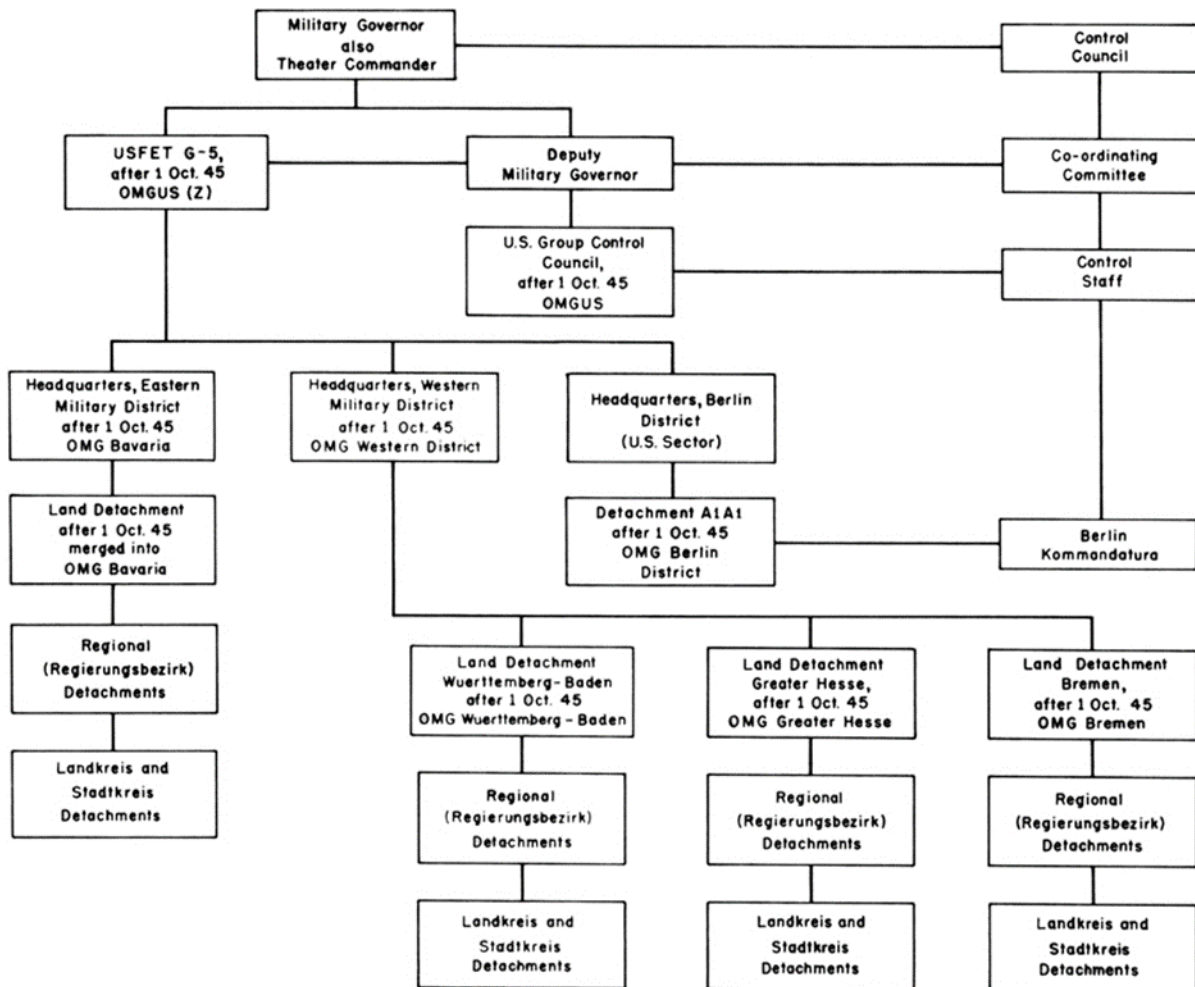 Military Governor
also
Theater Commander
Control
Council
USFET G-5,
after 1 Oct. 45
OMGUS (Z)
Deputy
Military Governor
Co-ordinating
Committee
U.S. Group Control
Council,
after 1 Oct. 45
OMGUS
Control
Staff
Headquarters, Eastern
Military District
after 1 Oct. 45
OMG Bavaria
Headquarters, Western
Military District
after 1 Oct. 45
OMG Western District
Headquarters, Berlin
District
(U.S. Sector)
Land Detachment
after 1 Oct. 45
merged into
OMG Bavaria
Detachment A1A1
after 1 Oct. 45
OMG Berlin
District
Berlin
Kommandatura
Regional
(Regierungsbezirk)
Detachments
Landkreis and
Stadtkreis
Detachments
Land Detachment
Wuerttemberg-Baden
after 1 Oct. 45
OMG Wuerttemberg-Baden
Land Detachment
Greater Hesse,
after 1 Oct. 45
OMG Greater Hesse
Land Detachment
Bremen,
after 1 Oct. 45
OMG Bremen
Regional
(Regierungsbezirk)
Detachments
Regional
(Regierungsbezirk)
Detachments
Regional
(Regierungsbezirk)
Detachments
Landkreis and
Stadtkreis
Detachments
Landkreis and
Stadtkreis
Detachments
Landkreis and
Stadtkreis
Detachments